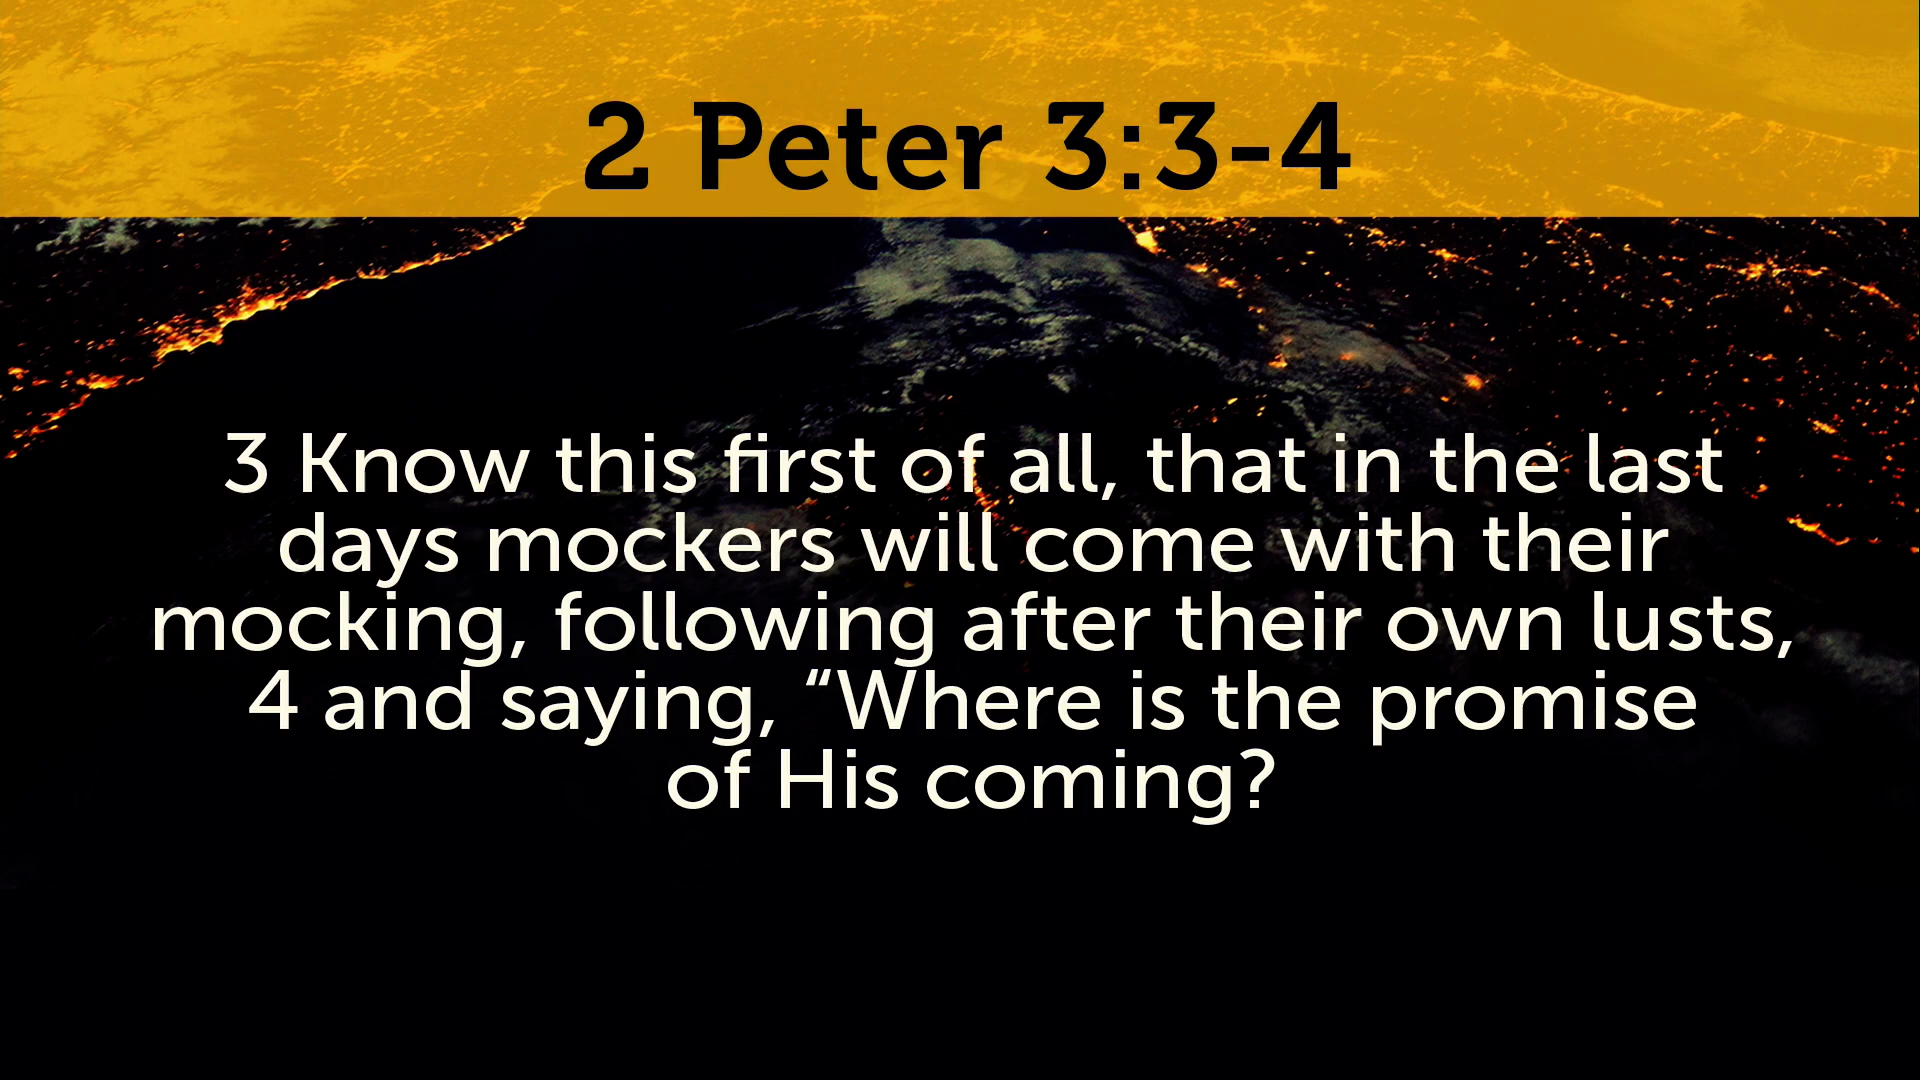 2 Peter 3:3-4
3 Know this first of all, that in the last
days mockers will come with their
mocking, following after their own lusts,
4 and saying, “Where is the promise
of His coming?